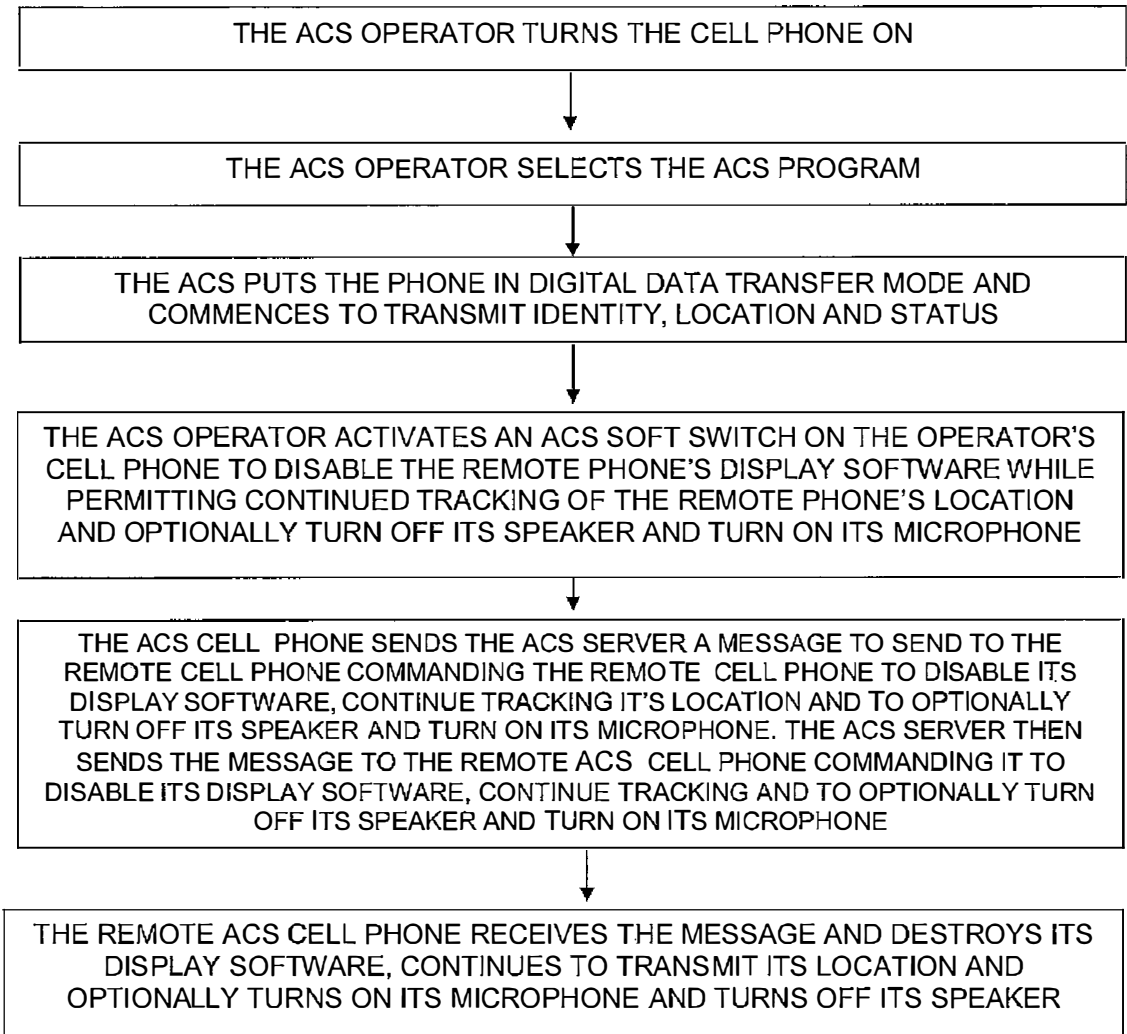 THE ACS OPERATOR TURNS THE CELL PHONE ON
THE ACS OPERATOR SELECTS THE ACS PROGRAM
THE ACS PUTS THE PHONE IN DIGITAL DATA TRANSFER MODE AND
COMMENCES TO TRANSMIT IDENTITY, LOCATION AND STATUS
THE ACS OPERATOR ACTIVATES AN ACS SOFT SWITCH ON THE OPERATOR'S
CELL PHONE TO DISABLE THE REMOTE PHONE'S DISPLAY SOFTWARE WHILE
PERMITTING CONTINUED TRACKING OF THE REMOTE PHONE'S LOCATION
AND OPTIONALLY TURN OFF ITS SPEAKER AND TURN ON ITS MICROPHONE
THE ACS CELL PHONE SENDS THE ACS SERVER A MESSAGE TO SEND TO THE
REMOTE CELL PHONE COMMANDING THE REMOTE CELL PHONE TO DISABLE ITS
DISPLAY SOFTWARE, CONTINUE TRACKING IT'S LOCATION AND TO OPTIONALLY
TURN OFF ITS SPEAKER AND TURN ON ITS MICROPHONE. THE ACS SERVER THEN
SENDS THE MESSAGE TO THE REMOTE ACS CELL PHONE COMMANDING IT TO
DISABLE ITS DISPLAY SOFTWARE, CONTINUE TRACKING AND TO OPTIONALLY TURN
OFF ITS SPEAKER AND TURN ON ITS MICROPHONE
THE REMOTE ACS CELL PHONE RECEIVES THE MESSAGE AND DESTROYS ITS
DISPLAY SOFTWARE, CONTINUES TO TRANSMIT ITS LOCATION AND
OPTIONALLY TURNS ON ITS MICROPHONE AND TURNS OFF ITS SPEAKER